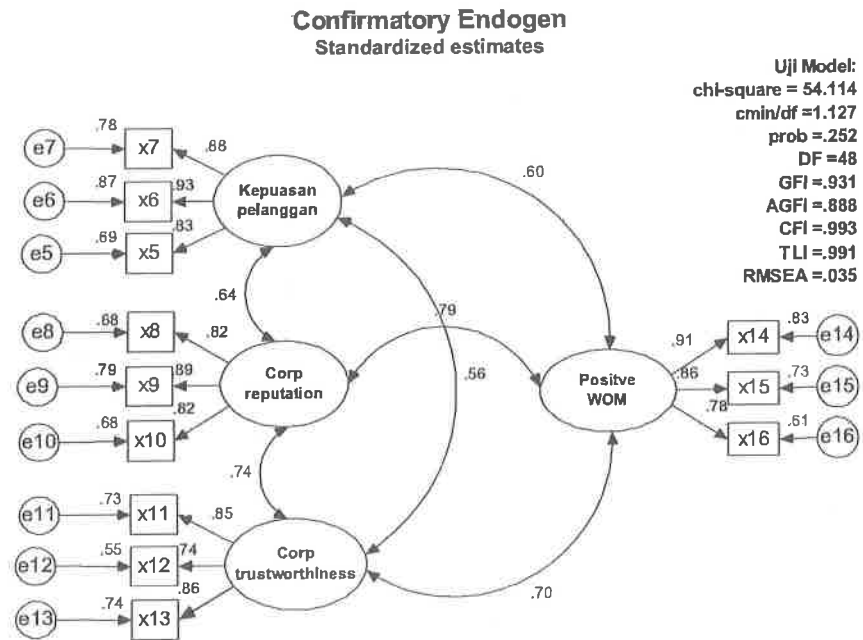 Confirmatory Endogen
Standardized estimates
Uji Model:
chi-square = 54.114
cmin/df =1.127
prob =.252
DF =48
GFI =.931
AGFI =.888
CFI =.993
TLI =.991
RMSEA =.035
.78
e7
x7
.88
.87
e6
x6
.93
.69
e5
x5
.83
Kepuasan
pelanggan
.60
.64
.79
.68
e8
x8
.82
.79
e9
x9
.89
.68
e10
x10
.82
Corp
reputation
.56
Positve
WOM
.91
x14
.83
e14
.86
x15
.73
e15
.78
x16
.61
e16
.74
.73
e11
x11
.85
.55
e12
x12
.74
.74
e13
x13
.86
Corp
trustworthiness
.70